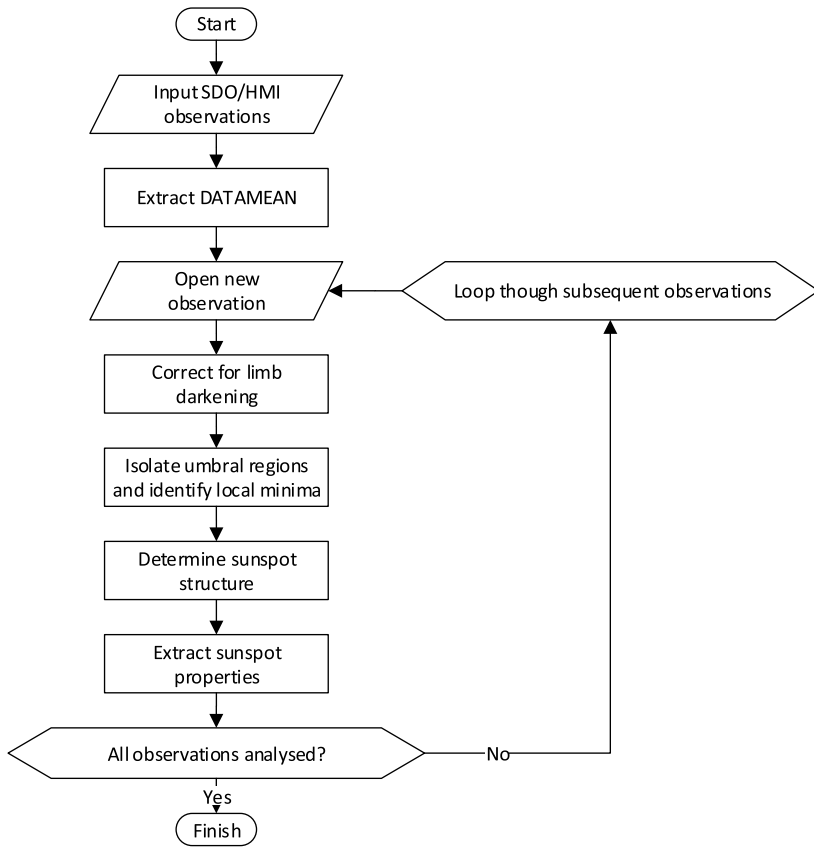 Start
Input SDO/HMI
observations
Extract DATAMEAN
Open new
observation
Loop though subsequent observations
Correct for limb
darkening
Isolate umbral regions
and identify local minima
Determine sunspot
structure
Extract sunspot
properties
All observations analysed?
No
Yes
Finish